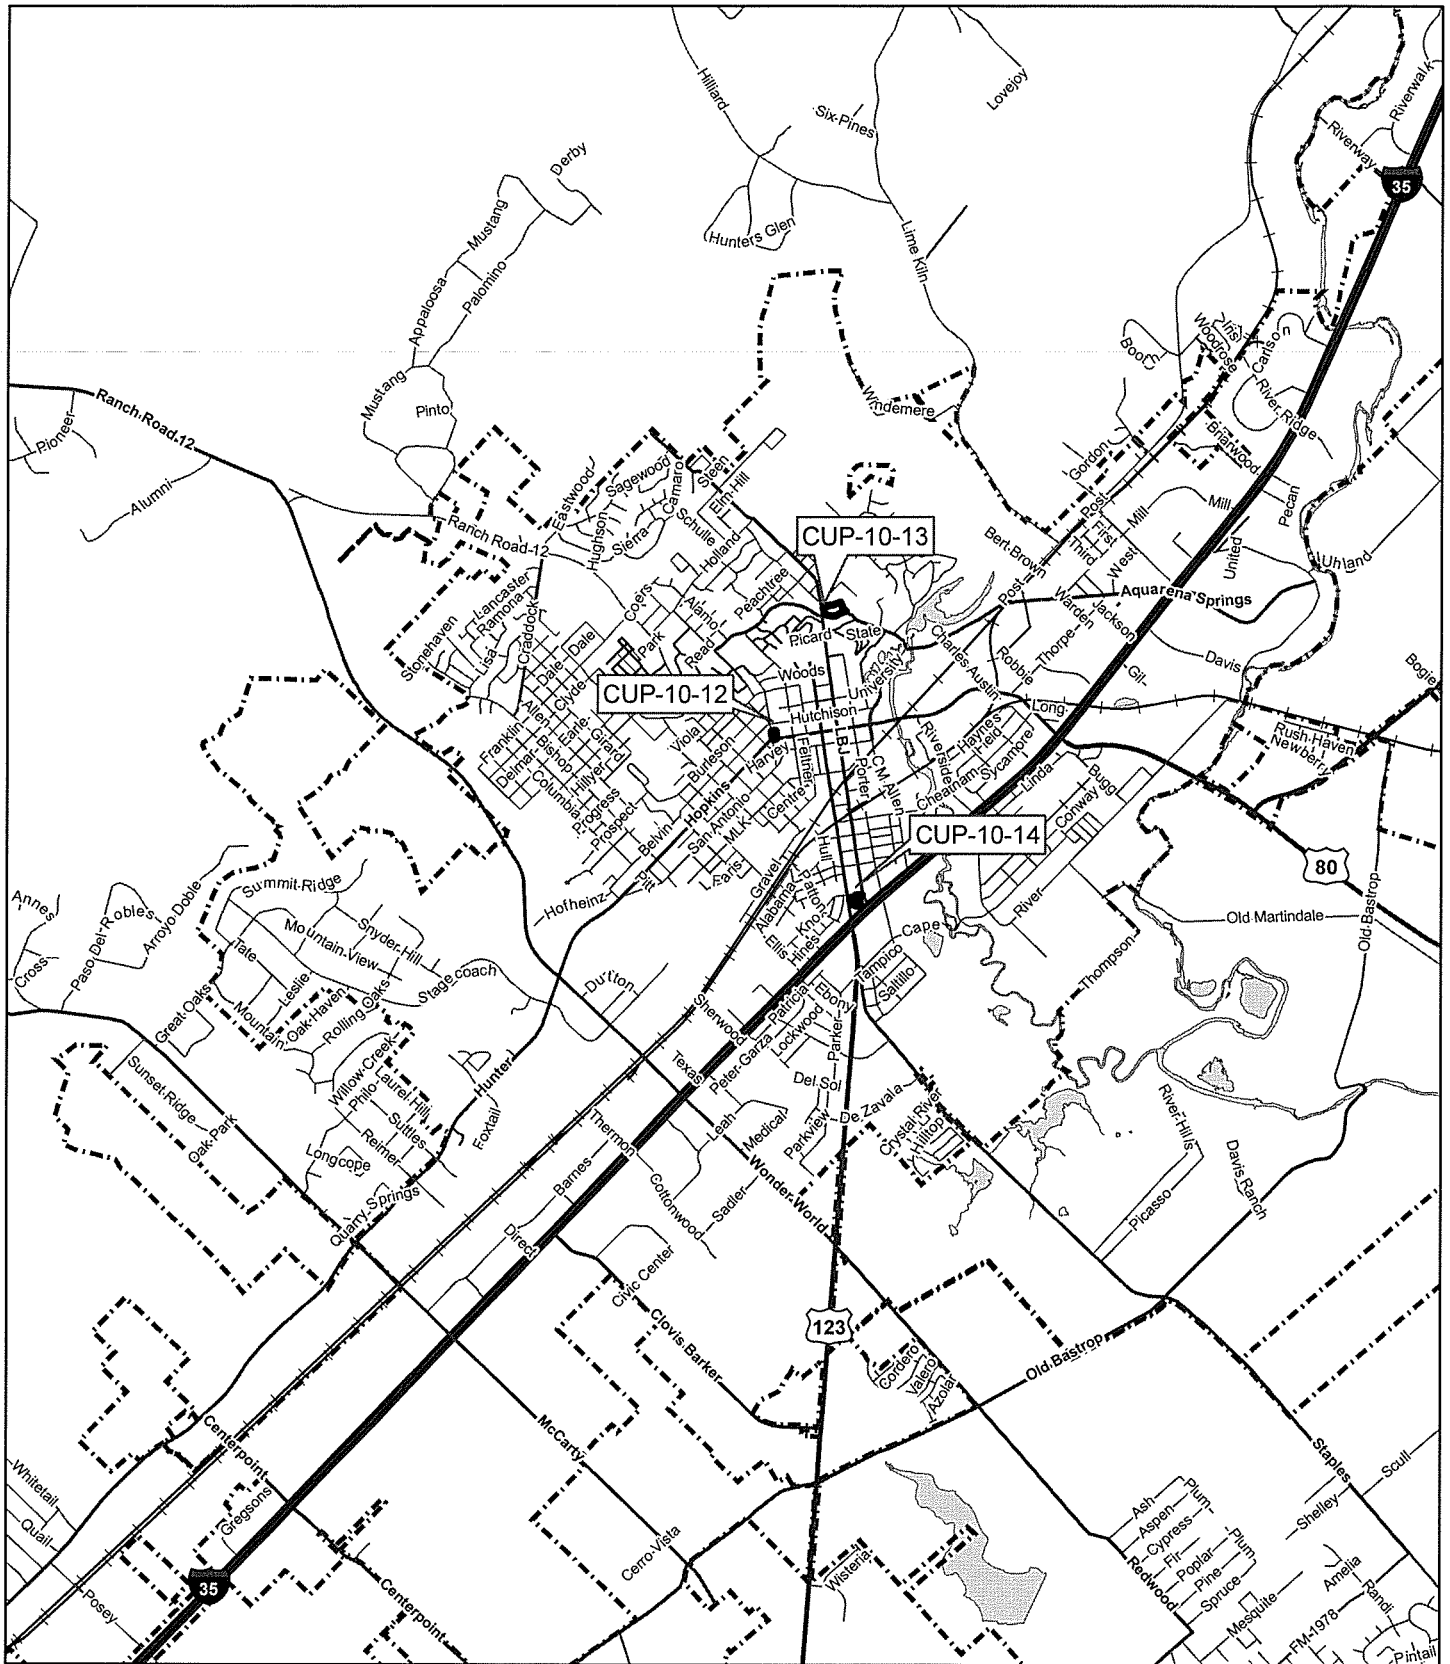 Hilliard
Six Pines
Lovejoy
Riverwalk
Riverway
35
Derby
Mustang
Hunters Glen
Lime Kiln
Palomino
Appaloosa
Boots
Iris
Woodrose
Carlson
River Ridge
Mustang
Pinto
Windemere
Ranch Road 12
Pioneer
Briarwood
Gordon
Alumni
Eastwood
Sagewood
Camaro
Steen
Elm Hill
Post
Mill
Mill
Pecan
Ranch Road 12
Hughson
Sierra
Schulle
Holland
CUP-10-13
Bert Brown
First
Third
West
United
Uhland
Lancaster
Ramona
Craddock
Coers
Peachtree
Alamo
Post
Aquarena Springs
Warden
Jackson
Stonehaven
Lisa
Dale
Dale
Park
Read
Picard
State
Charles Austin
Robbie
Thorpe
Davis
Gil
Bogie
CUP-10-12
Clyde
Woods
University
Hutchison
Long
Allen
Franklin
Bishop
Earle
Girard
Viola
Burleson
Harvey
Feltner
LBJ
Porter
C M Allen
Riverside
Haynes
Field
Sycamore
Rush Haven
Newberry
Delmar
Columbia
Hillyer
Progress
Prospect
Hopkins
San Antonio
MLK
Centre
Cheatham
Linda
Bugg
Conway
Belvin
Hull
CUP-10-14
80
Pitt
Faris
Gravel
Alabama
Patton
River
Old Bastrop
Summit Ridge
Annes
Paso Del Robles
Arroyo Doble
Hofheinz
Knox
Ellis
Hines
Cape
Old Martindale
Snyder Hill
Mountain View
Tate
Cross
Leslie
Stagecoach
Dutton
Tampico
Saltillo
Thompson
Great Oaks
Mountain
Oak Haven
Rolling Oaks
Sherwood
Patricia
Ebony
Lockwood
Peter Garza
Parker
Texas
Willow Creek
Philo
Laurel Hill
Hunter
Sunset Ridge
Oak Park
Suttles
Reimer
Foxtail
Longcope
Thermon
Leah
Medical
Del Sol
Parkview
De Zavala
Crystal River
Hilltop
River Hills
Davis Ranch
Picasso
Barnes
Cottonwood
Sadler
Wonder World
Quarry Springs
Direct
Civic Center
Clovis Barker
123
Old Bastrop
Cordero
Valero
Azolar
McCarty
Centerpoint
Staples
Scull
Shelley
Whitetail
Quail
Gregsons
Ash
Aspen
Cypress
Fir
Poplar
Pine
Spruce
Plum
Plum
Amelia
Randi
Cerro Vista
Wisteria
Redwood
Mesquite
35
Posey
Centerpoint
FM-1978
Pintail